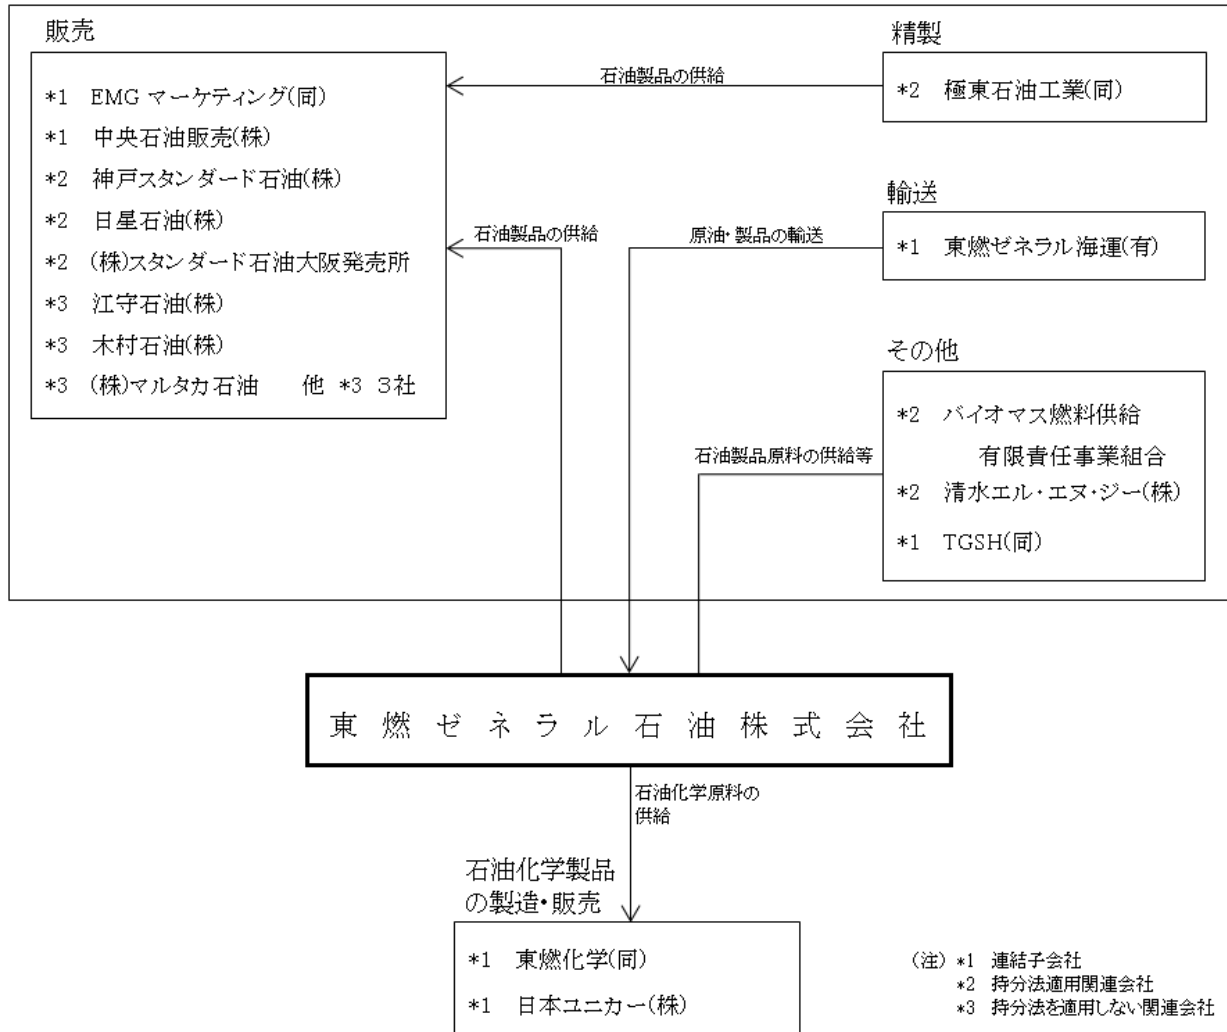 販売
*1 EMG マーケティング(同)
*1 中央石油販売(株)
*2 神戸スタンダード石油(株)
*2 日星石油(株)
*2 (株)スタンダード石油大阪発売所
*3 江守石油(株)
*3 木村石油(株)
*3 (株)マルタカ石油 他 *3 3社
石油製品の供給
精製
*2 極東石油工業(同)
石油製品の供給
原油・製品の輸送
輸送
*1 東燃ゼネラル海運(有)
石油製品原料の供給等
その他
*2 バイオマス燃料供給
有限責任事業組合
*2 清水エル・エヌ・ジー(株)
*1 TGSH(同)
東燃ゼネラル石油株式会社
石油化学原料の
供給
石油化学製品
の製造・販売
*1 東燃化学(同)
*1 日本ユニカー(株)
(注) *1 連結子会社
*2 持分法適用関連会社
*3 持分法を適用しない関連会社